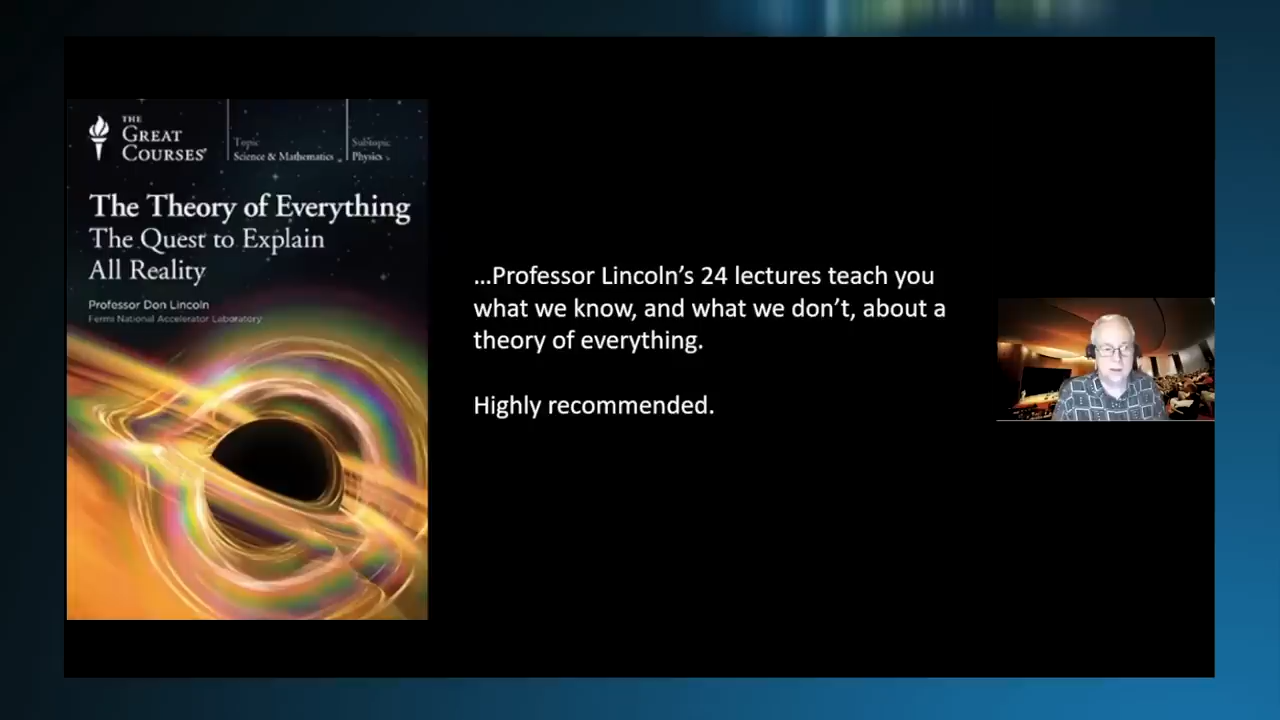 THE
GREAT
COURSES®
Topic
Science & Mathematics
Subtopic
Physics
The Theory of Everything
The Quest to Explain
All Reality
Professor Don Lincoln
Fermi National Accelerator Laboratory
...Professor Lincoln's 24 lectures teach you
what we know, and what we don't, about a
theory of everything.
Highly recommended.